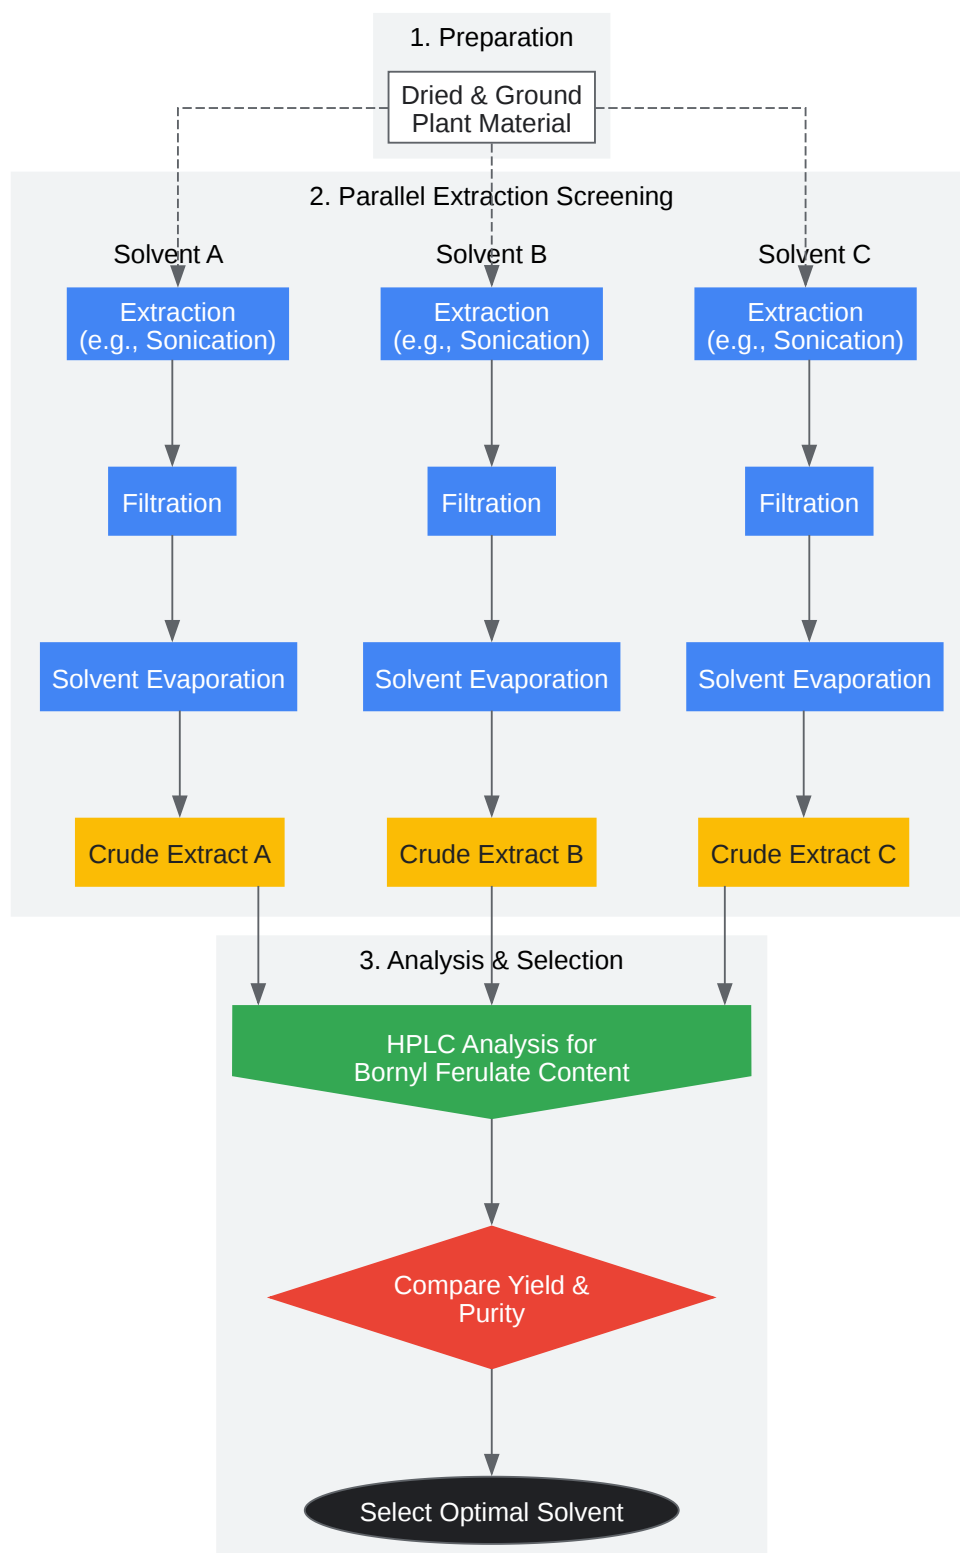 1. Preparation
Dried & Ground
Plant Material
2. Parallel Extraction Screening
Solvent A
Solvent B
Solvent C
Extraction
(e.g., Sonication)
Extraction
(e.g., Sonication)
Extraction
(e.g., Sonication)
Filtration
Filtration
Filtration
Solvent Evaporation
Solvent Evaporation
Solvent Evaporation
Crude Extract A
Crude Extract B
Crude Extract C
3. Analysis & Selection
HPLC Analysis for
Bornyl Ferulate Content
Compare Yield &
Purity
Select Optimal Solvent